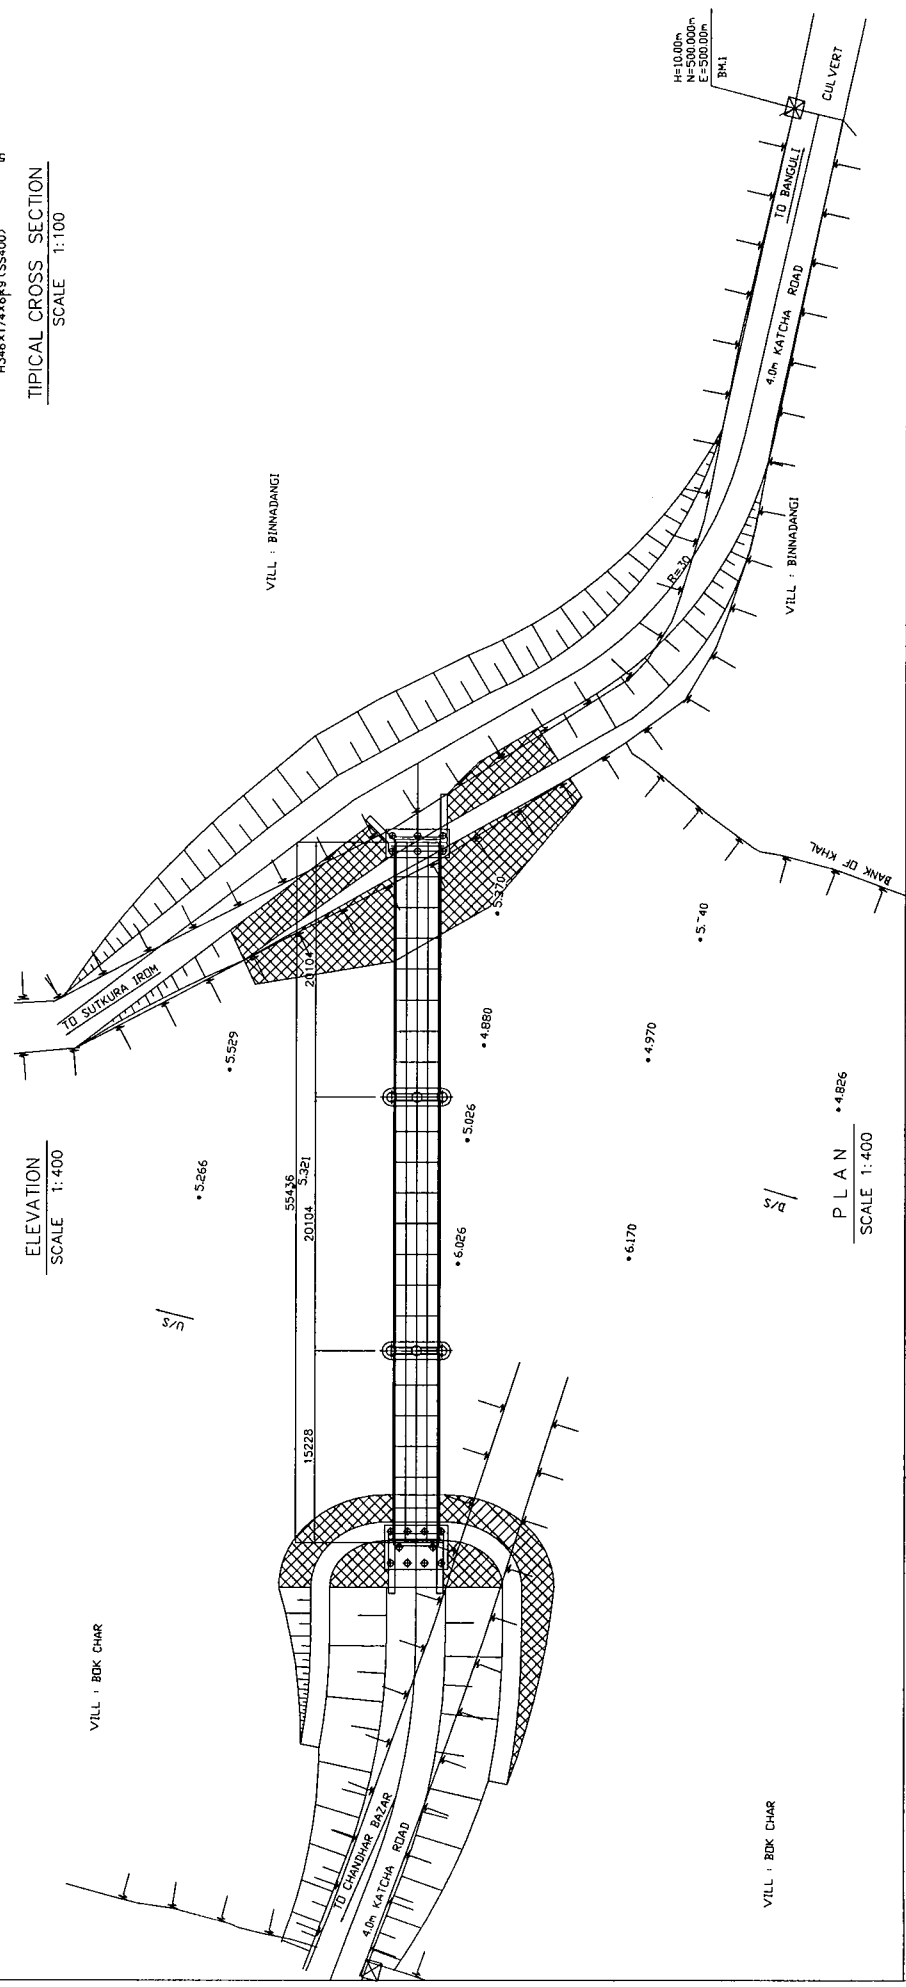 H346x174x6x9 (SS400)
TIPICAL CROSS SECTION
SCALE 1:100
ELEVATION
SCALE 1:400
H=10.00m
N=500.000m
E=500.00m
BM.1
CULVERT
TO BANGULI
4.0m KATCHA ROAD
VILL : BINNADANGI
VILL : BINNADANGI
R=30
BANK OF KHAL
TO SUTKURA IROM
5.529
5.266
5.370
4.880
5.026
6.026
4.970
6.170
4.826
55436
5.321
20104
20104
15228
U/S
D/S
VILL : BOK CHAR
VILL : BOK CHAR
TO CHANDHAR BAZAR
4.0m KATCHA ROAD
PLAN
SCALE 1:400